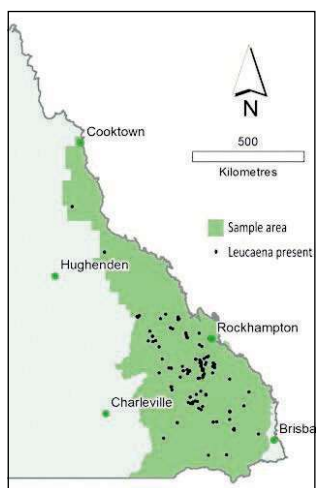 Cooktown
N
500
Kilometres
Sample area
Leucaena present
Hughenden
Rockhampton
Charleville
Brisba